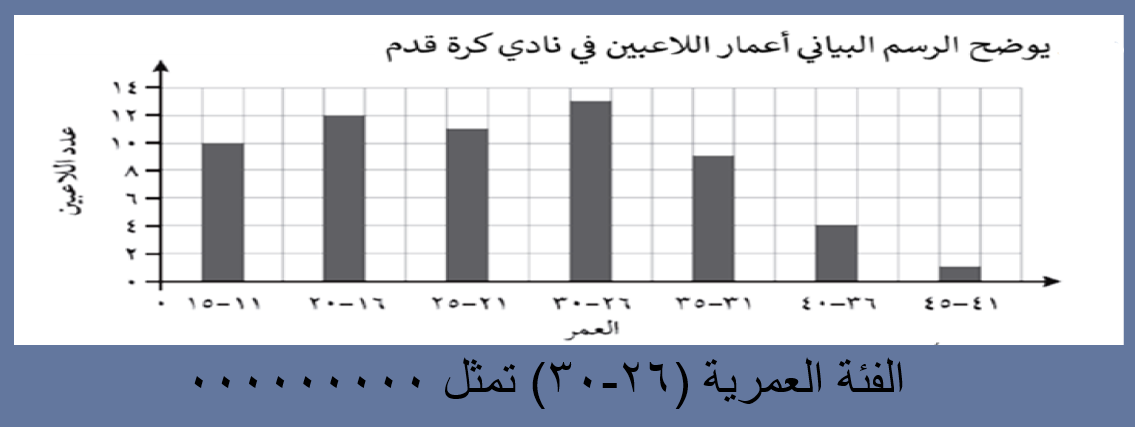 يوضح الرسم البياني أعمار اللاعبين في نادي كرة قدم
عدد اللاعبين
١٤
١٢
١٠
٨
٦
٤
٢
٠
٠ ١١–١٥ ١٦–٢٠ ٢١–٢٥ ٢٦–٣٠ ٣١–٣٥ ٣٦–٤٠ ٤١–٤٥
العمر
الفئة العمرية (٢٦-٣٠) تمثل ٠٠٠٠٠٠٠٠٠٠